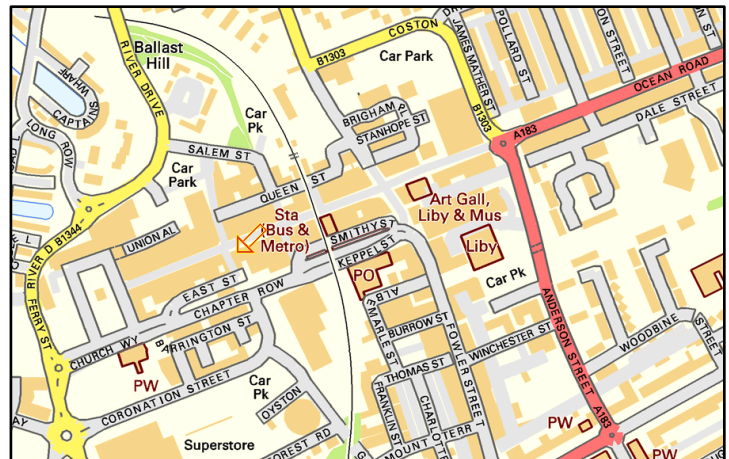 COSTON
DR
JAMES MATHER ST
POLLARD ST
ON STREET
ON ST
RIVER DRIVE
Ballast
Hill
B1303
Car Park
OCEAN ROAD
WHARF
CAPTAINS
DALE STREET
B1303
A183
Car
Pk
BRIGHAM PL
STANHOPE ST
LONG ROW
SALEM ST
Car
Park
QUEEN ST
Art Gall,
Liby & Mus
Sta
(Bus &
Metro)
SMITHY ST
Liby
UNION AL
RIVER D B1344
KEPPEL ST
PO
Car Pk
EAST ST
CHAPTER ROW
ALBEMARLE ST
ANDERSON STREET
FERRY ST
BARRINGTON ST
BURROW ST
FOWLER STREET
WINCHESTER ST
WOODBINE
STREET
CHURCH WY
PW
THOMAS ST
CORONATION STREET
Car
Pk
OYSTON
FRANKLIN ST
CHARLOTTE
A183
PW
AY
Superstore
FOREST RD
MOUNT TERR
PW